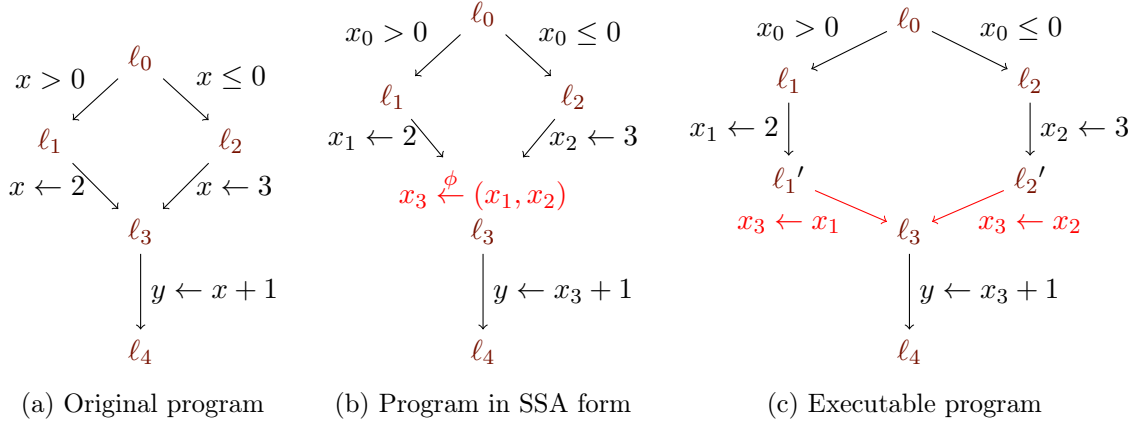 ℓ₀
x > 0
x ≤ 0
ℓ₁
ℓ₂
x ← 2
x ← 3
ℓ₃
y ← x + 1
ℓ₄
(a) Original program
ℓ₀
x₀ > 0
x₀ ≤ 0
ℓ₁
ℓ₂
x₁ ← 2
x₂ ← 3
x₃ ←ᶲ (x₁, x₂)
ℓ₃
y ← x₃ + 1
ℓ₄
(b) Program in SSA form
ℓ₀
x₀ > 0
x₀ ≤ 0
ℓ₁
ℓ₂
x₁ ← 2
x₂ ← 3
ℓ₁′
ℓ₂′
x₃ ← x₁
x₃ ← x₂
ℓ₃
y ← x₃ + 1
ℓ₄
(c) Executable program